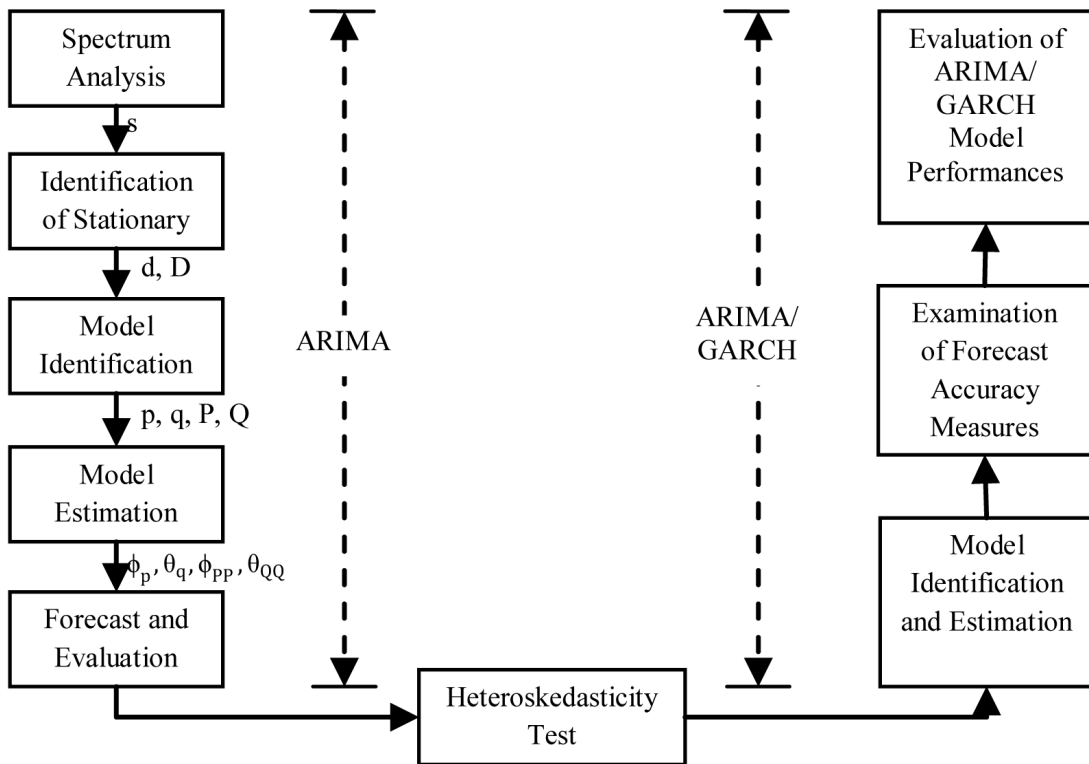 Spectrum
Analysis
s
Identification
of Stationary
d, D
Model
Identification
p, q, P, Q
Model
Estimation
ϕp, θq, ϕPP, θQQ
Forecast and
Evaluation
ARIMA
Heteroskedasticity
Test
ARIMA/
GARCH
Model
Identification
and Estimation
Examination
of Forecast
Accuracy
Measures
Evaluation of
ARIMA/
GARCH
Model
Performances